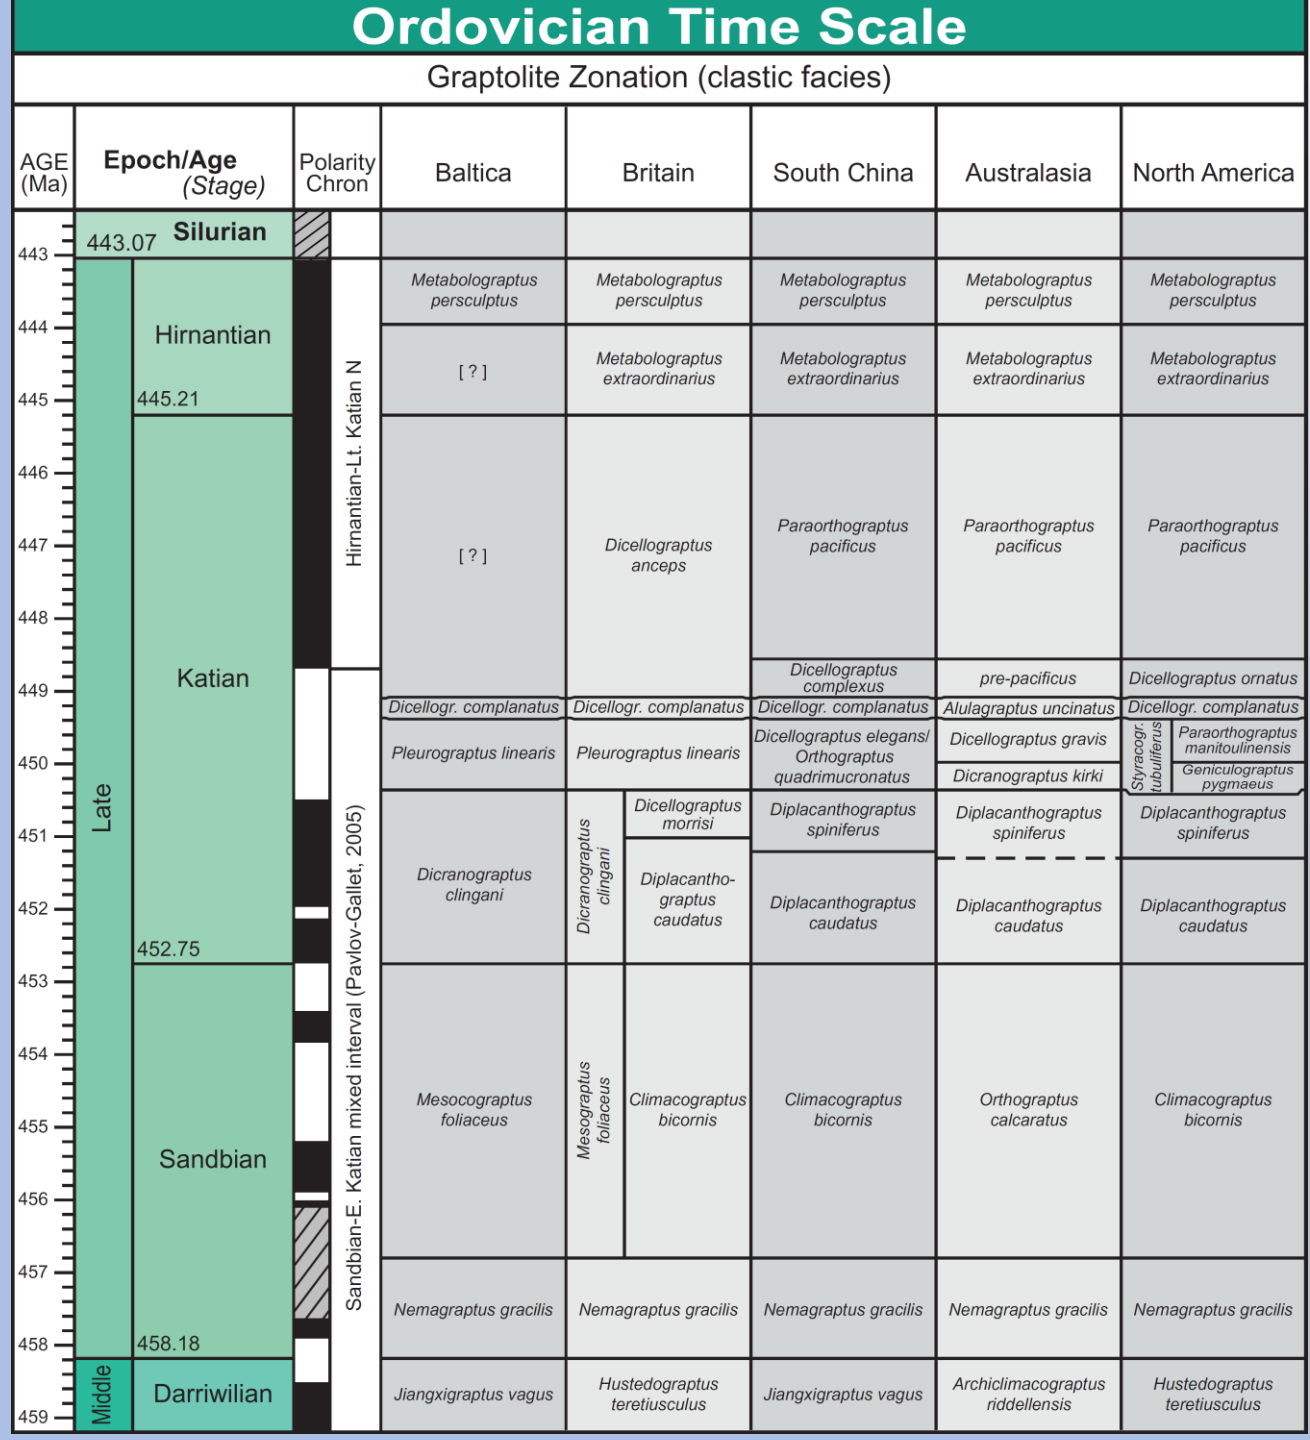 Ordovician Time Scale
Graptolite Zonation (clastic facies)
AGE
(Ma)
Epoch/Age
(Stage)
Polarity
Chron
Baltica
Britain
South China
Australasia
North America
443
444
445
446
447
448
449
450
451
452
453
454
455
456
457
458
459
443.07 Silurian
Late
Middle
Hirnantian
445.21
Katian
452.75
Sandbian
458.18
Darriwilian
Hirnantian-Lt. Katian N
Sandbian-E. Katian mixed interval (Pavlov-Gallet, 2005)
Metabolograptus
persculptus
[ ? ]
[ ? ]
Dicellogr. complanatus
Pleurograptus linearis
Dicranograptus
clingani
Mesocograptus
foliaceus
Nemagraptus gracilis
Jiangxigraptus vagus
Metabolograptus
persculptus
Metabolograptus
extraordinarius
Dicellograptus
anceps
Dicellogr. complanatus
Pleurograptus linearis
Dicranograptus
clingani
Dicellograptus
morrisi
Diplacantho-
graptus
caudatus
Mesograptus
foliaceus
Climacograptus
bicornis
Nemagraptus gracilis
Hustedograptus
teretiusculus
Metabolograptus
persculptus
Metabolograptus
extraordinarius
Paraorthograptus
pacificus
Dicellograptus
complexus
Dicellogr. complanatus
Dicellograptus elegans/
Orthograptus
quadrimucronatus
Diplacanthograptus
spiniferus
Diplacanthograptus
caudatus
Climacograptus
bicornis
Nemagraptus gracilis
Jiangxigraptus vagus
Metabolograptus
persculptus
Metabolograptus
extraordinarius
Paraorthograptus
pacificus
pre-pacificus
Alulagraptus uncinatus
Dicellograptus gravis
Dicranograptus kirki
Diplacanthograptus
spiniferus
Diplacanthograptus
caudatus
Orthograptus
calcaratus
Nemagraptus gracilis
Archiclimacograptus
riddellensis
Metabolograptus
persculptus
Metabolograptus
extraordinarius
Paraorthograptus
pacificus
Dicellograptus ornatus
Dicellogr. complanatus
Styracogr.
tubuliferus
Paraorthograptus
manitoulinensis
Geniculograptus
pygmaeus
Diplacanthograptus
spiniferus
Diplacanthograptus
caudatus
Climacograptus
bicornis
Nemagraptus gracilis
Hustedograptus
teretiusculus